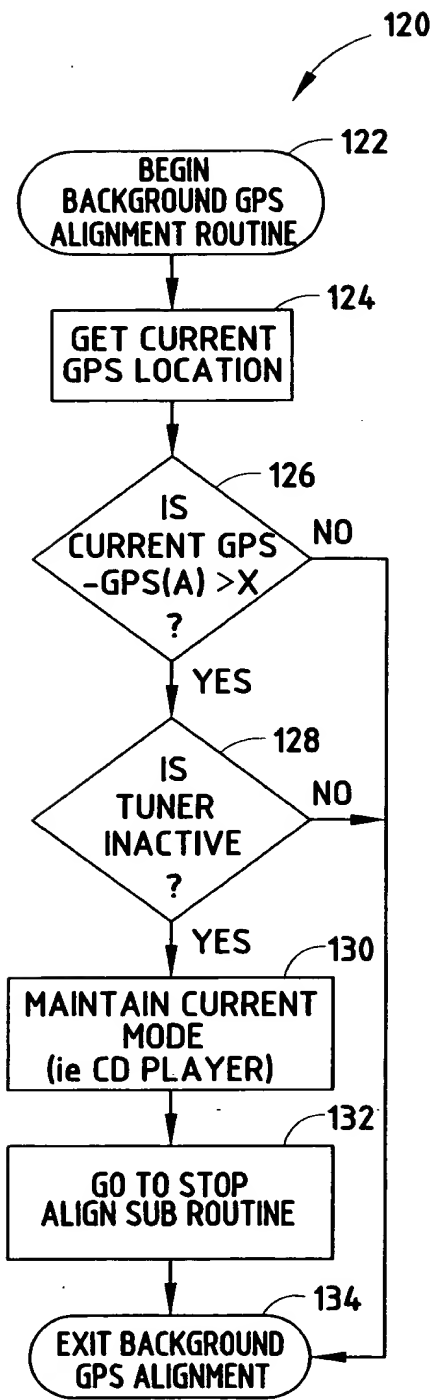 120
122
BEGIN
BACKGROUND GPS
ALIGNMENT ROUTINE
124
GET CURRENT
GPS LOCATION
126
IS
CURRENT GPS
-GPS(A) >X
?
NO
YES
128
IS
TUNER
INACTIVE
?
NO
YES
130
MAINTAIN CURRENT
MODE
(ie CD PLAYER)
132
GO TO STOP
ALIGN SUB ROUTINE
134
EXIT BACKGROUND
GPS ALIGNMENT